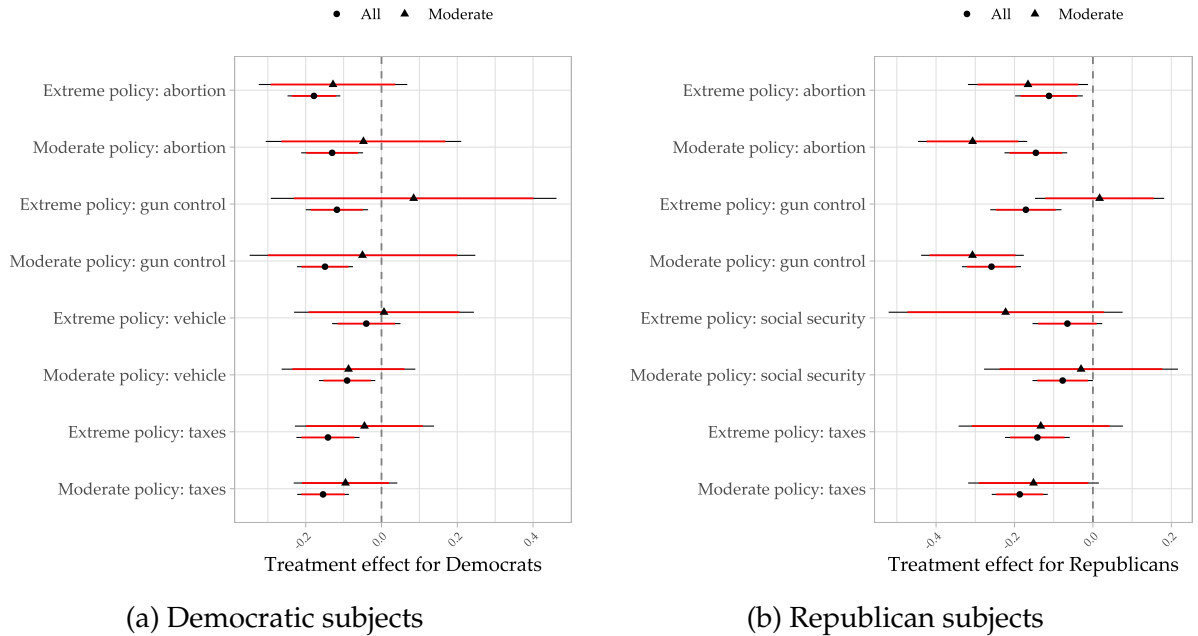 All Moderate
Extreme policy: abortion
Moderate policy: abortion
Extreme policy: gun control
Moderate policy: gun control
Extreme policy: vehicle
Moderate policy: vehicle
Extreme policy: taxes
Moderate policy: taxes
-0.2 0.0 0.2 0.4
Treatment effect for Democrats
(a) Democratic subjects
All Moderate
Extreme policy: abortion
Moderate policy: abortion
Extreme policy: gun control
Moderate policy: gun control
Extreme policy: social security
Moderate policy: social security
Extreme policy: taxes
Moderate policy: taxes
-0.4 -0.2 0.0 0.2
Treatment effect for Republicans
(b) Republican subjects